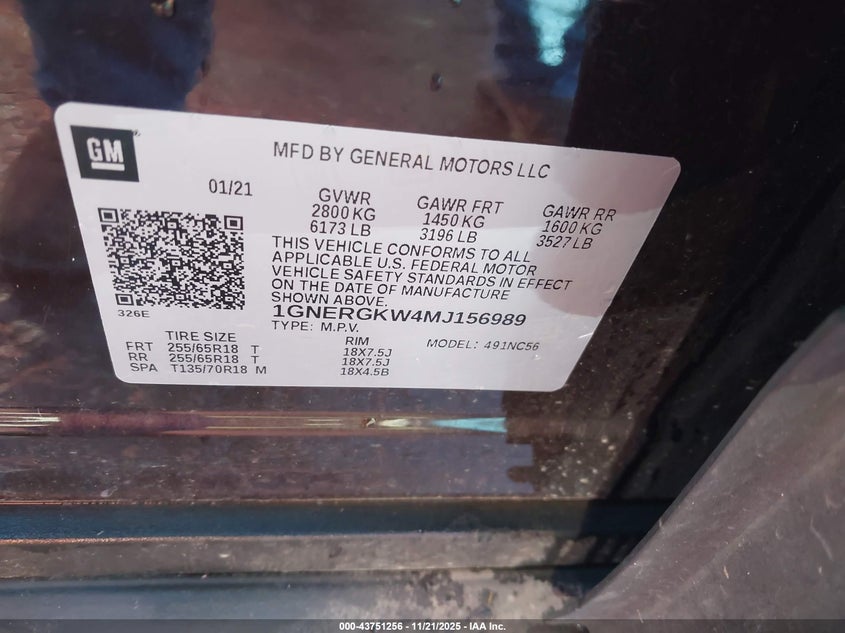 GM
MFD BY GENERAL MOTORS LLC
01/21
GVWR
2800 KG
6173 LB
GAWR FRT
1450 KG
3196 LB
GAWR RR
1600 KG
3527 LB
THIS VEHICLE CONFORMS TO ALL
APPLICABLE U.S. FEDERAL MOTOR
VEHICLE SAFETY STANDARDS IN EFFECT
ON THE DATE OF MANUFACTURE
SHOWN ABOVE.
326E
1GNERGKW4MJ156989
TYPE: M.P.V.
MODEL: 491NC56
TIRE SIZE RIM
FRT 255/65R18 T 18X7.5J
RR 255/65R18 T 18X7.5J
SPA T135/70R18 M 18X4.5B
000-43751256 - 11/21/2025 - IAA Inc.